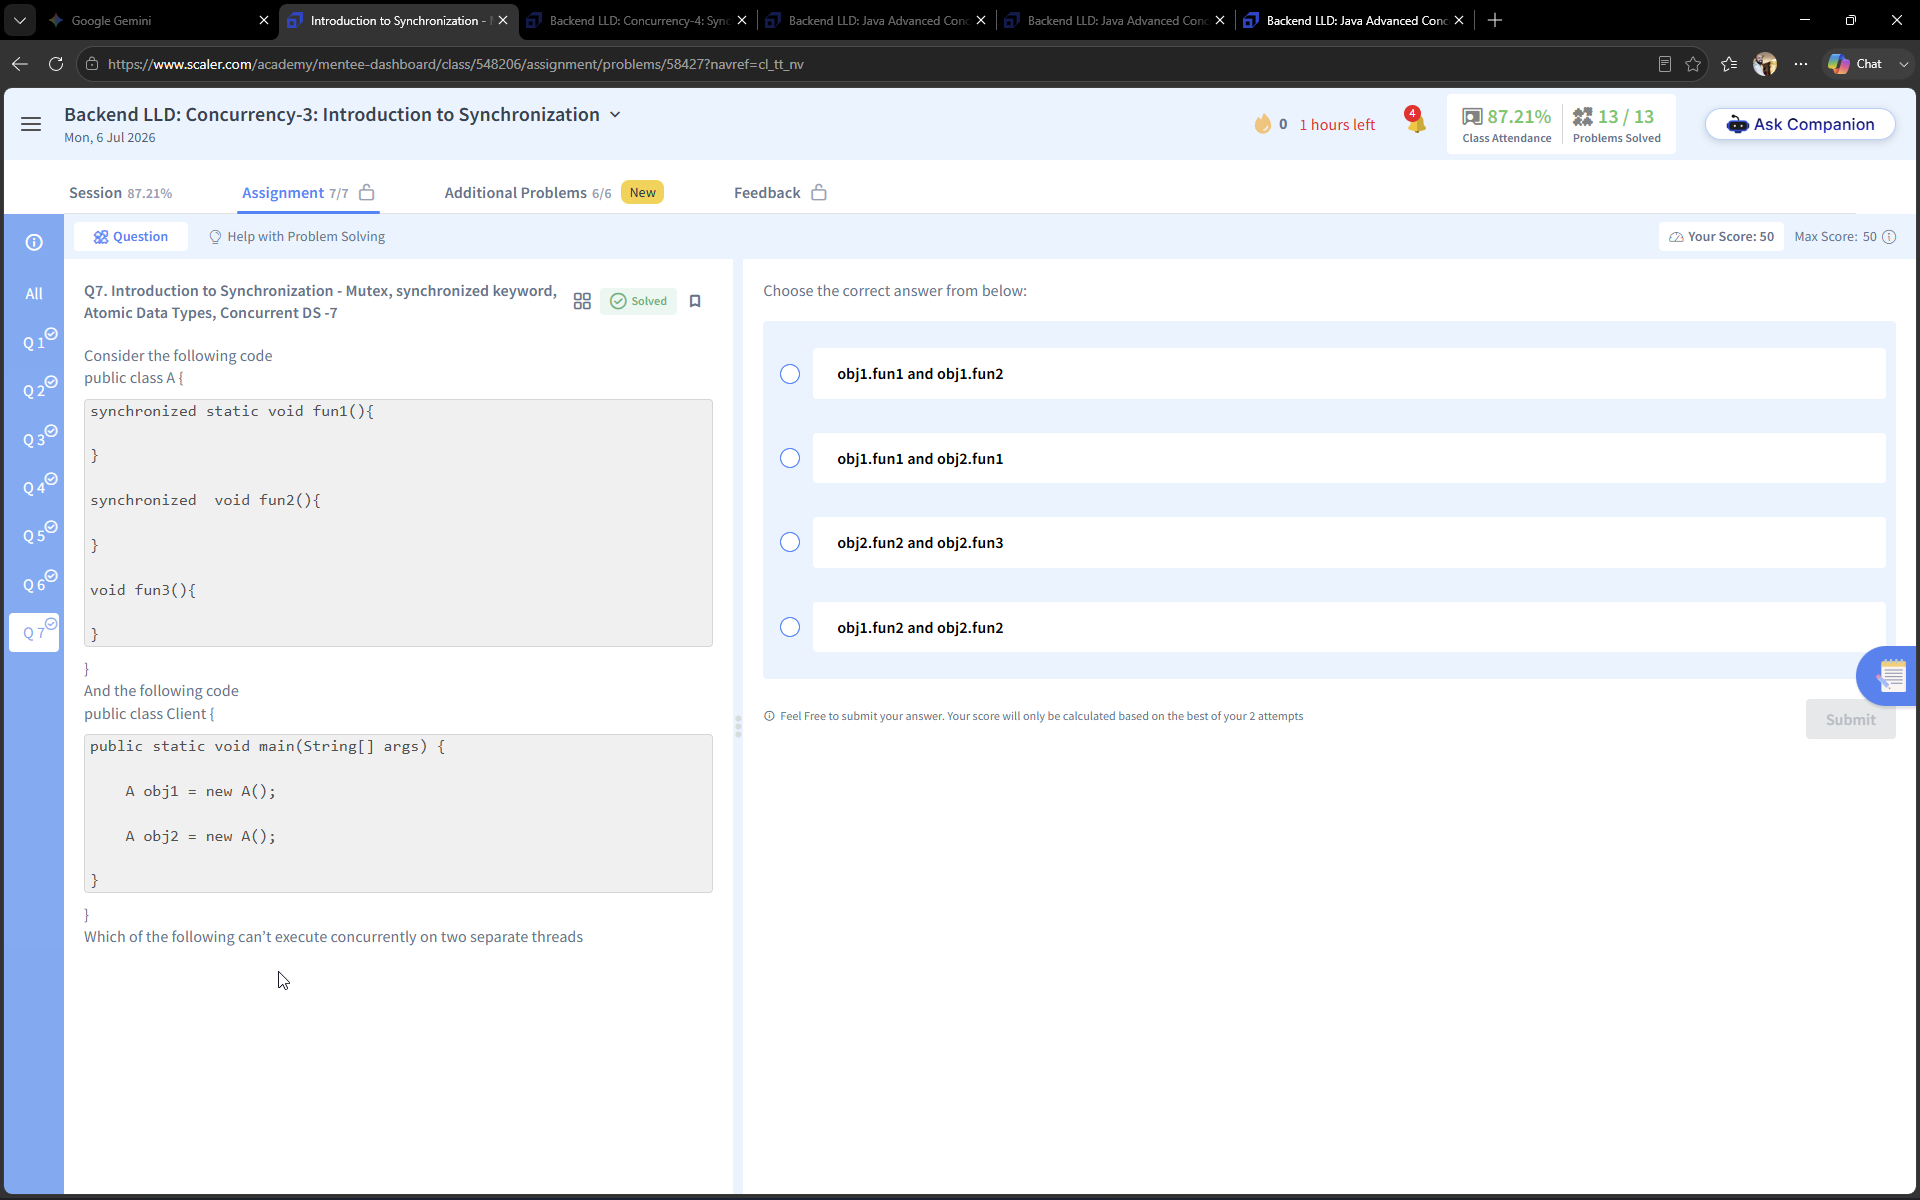 Google Gemini
Introduction to Synchronization -
Backend LLD: Concurrency-4: Sync
Backend LLD: Java Advanced Conc
Backend LLD: Java Advanced Conc
Backend LLD: Java Advanced Conc
https://www.scaler.com/academy/mentee-dashboard/class/548206/assignment/problems/58427?navref=cl_tt_nv
Chat
Backend LLD: Concurrency-3: Introduction to Synchronization
Mon, 6 Jul 2026
0
1 hours left
4
87.21%
Class Attendance
13 / 13
Problems Solved
Ask Companion
Session 87.21%
Assignment 7/7
Additional Problems 6/6
New
Feedback
Question
Help with Problem Solving
Your Score: 50
Max Score: 50
All
Q 1
Q 2
Q 3
Q 4
Q 5
Q 6
Q 7
Q7. Introduction to Synchronization - Mutex, synchronized keyword,
Atomic Data Types, Concurrent DS -7
Solved
Consider the following code
public class A {
synchronized static void fun1(){
}
synchronized  void fun2(){
}
void fun3(){
}
}
And the following code
public class Client {
public static void main(String[] args) {
A obj1 = new A();
A obj2 = new A();
}
}
Which of the following can't execute concurrently on two separate threads
Choose the correct answer from below:
obj1.fun1 and obj1.fun2
obj1.fun1 and obj2.fun1
obj2.fun2 and obj2.fun3
obj1.fun2 and obj2.fun2
Feel Free to submit your answer. Your score will only be calculated based on the best of your 2 attempts
Submit